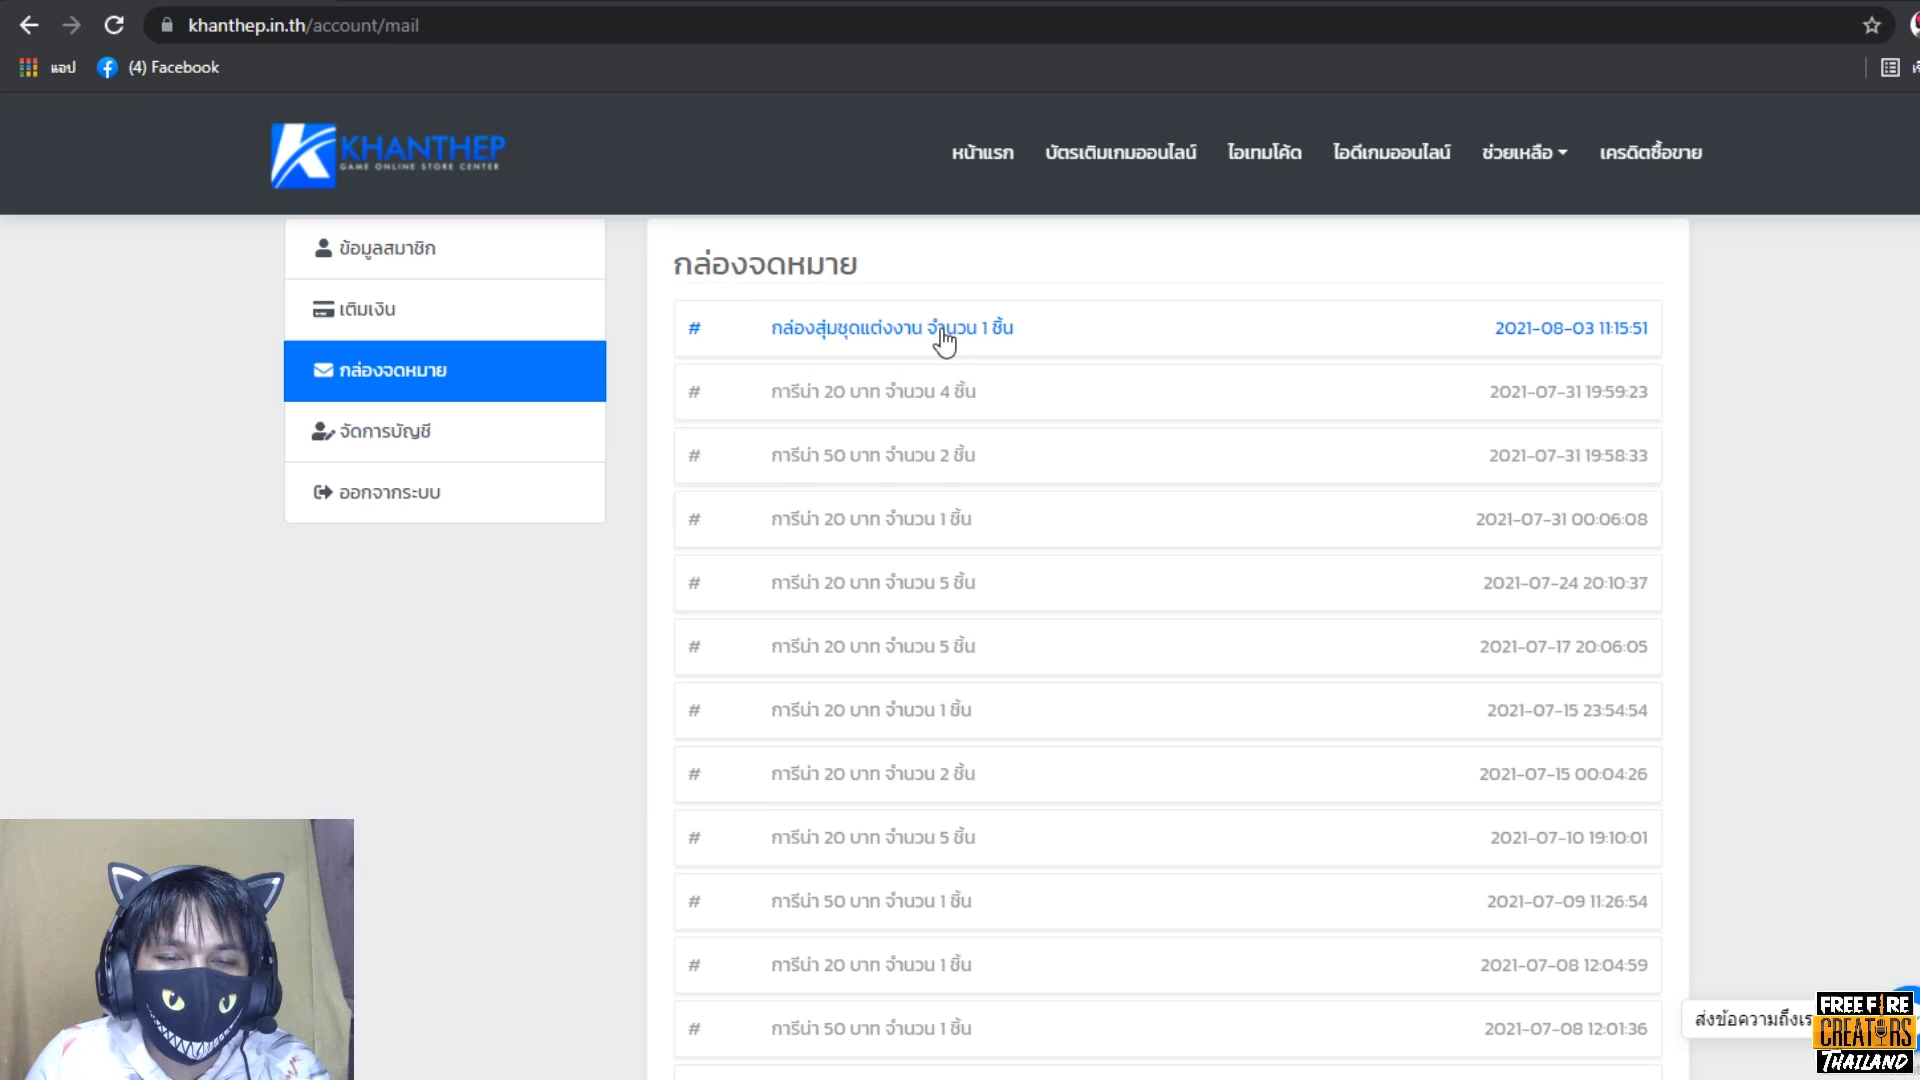 khanthep.in.th/account/mail
แอป
(4) Facebook
KHANTHEP
GAME ONLINE STORE CENTER
หน้าแรก
บัตรเติมเกมออนไลน์
ไอเทมโค้ด
ไอดีเกมออนไลน์
ช่วยเหลือ
เครดิตซื้อขาย
ข้อมูลสมาชิก
เติมเงิน
กล่องจดหมาย
จัดการบัญชี
ออกจากระบบ
กล่องจดหมาย
# กล่องสุ่มชุดแต่งงาน จำนวน 1 ชิ้น 2021-08-03 11:15:51
# การีน่า 20 บาท จำนวน 4 ชิ้น 2021-07-31 19:59:23
# การีน่า 50 บาท จำนวน 2 ชิ้น 2021-07-31 19:58:33
# การีน่า 20 บาท จำนวน 1 ชิ้น 2021-07-31 00:06:08
# การีน่า 20 บาท จำนวน 5 ชิ้น 2021-07-24 20:10:37
# การีน่า 20 บาท จำนวน 5 ชิ้น 2021-07-17 20:06:05
# การีน่า 20 บาท จำนวน 1 ชิ้น 2021-07-15 23:54:54
# การีน่า 20 บาท จำนวน 2 ชิ้น 2021-07-15 00:04:26
# การีน่า 20 บาท จำนวน 5 ชิ้น 2021-07-10 19:10:01
# การีน่า 50 บาท จำนวน 1 ชิ้น 2021-07-09 11:26:54
# การีน่า 20 บาท จำนวน 1 ชิ้น 2021-07-08 12:04:59
# การีน่า 50 บาท จำนวน 1 ชิ้น 2021-07-08 12:01:36
ส่งข้อความถึงเร
FREE FIRE
CREATORS
THAILAND